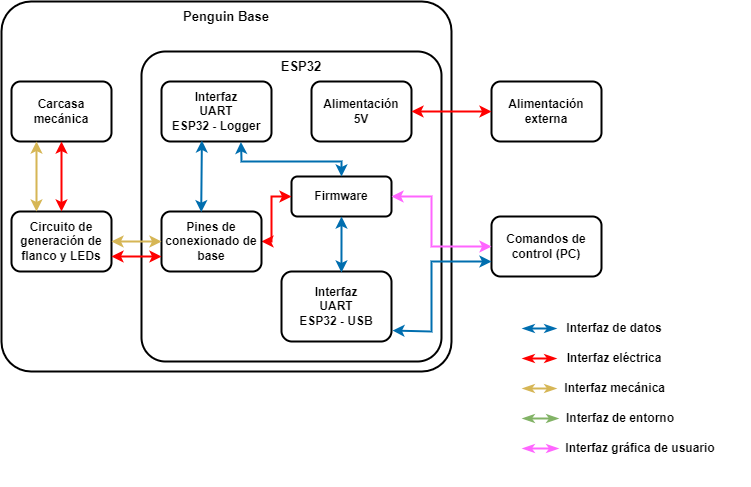 Penguin Base
ESP32
Carcasa
mecánica
Interfaz
UART
ESP32 - Logger
Alimentación
5V
Alimentación
externa
Firmware
Circuito de
generación de
flanco y LEDs
Pines de
conexionado de
base
Comandos de
control (PC)
Interfaz
UART
ESP32 - USB
Interfaz de datos
Interfaz eléctrica
Interfaz mecánica
Interfaz de entorno
Interfaz gráfica de usuario